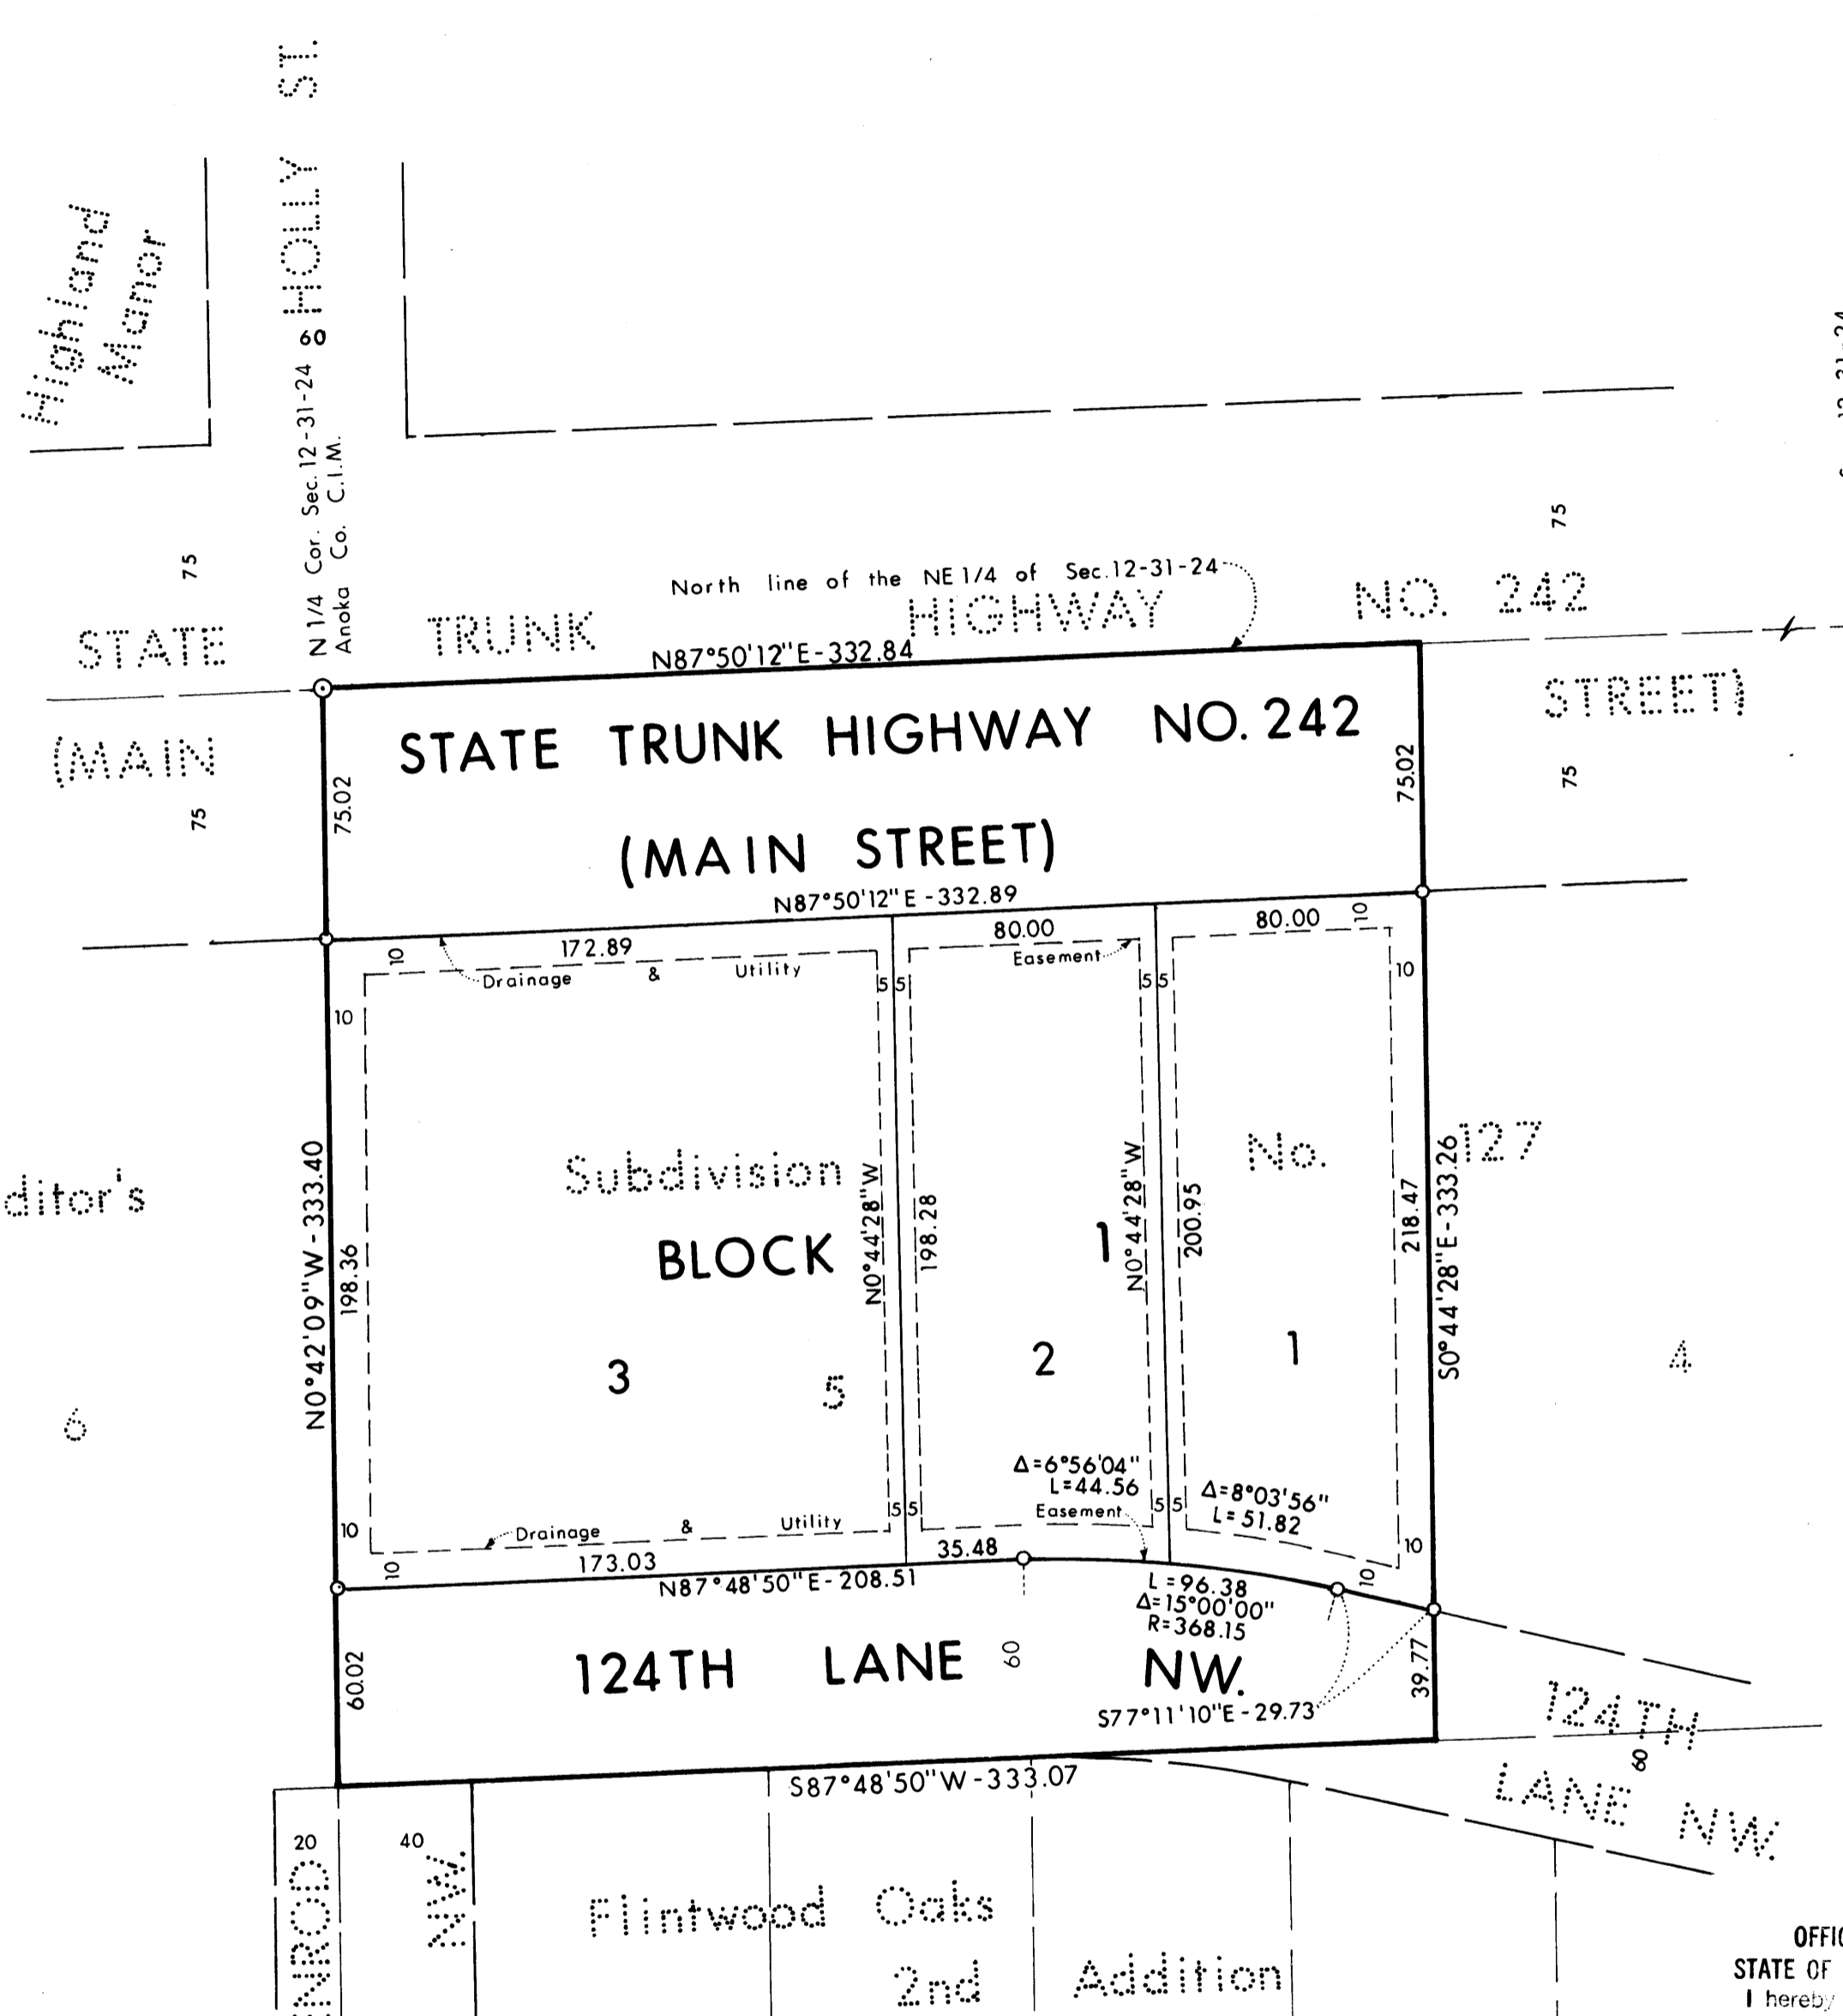 HOLLY ST.
Highland
Manor
60
N 1/4 Cor. Sec. 12-31-24
Anoka Co. C.I.M.
75
75
North line of the NE 1/4 of Sec. 12-31-24
STATE TRUNK HIGHWAY NO. 242
N87°50'12"E-332.84
(MAIN STREET)
STATE TRUNK HIGHWAY NO. 242
75.02
75.02
75
75
(MAIN STREET)
N87°50'12"E-332.89
172.89
80.00
80.00
10
10
Drainage & Utility
Easement
5 5
5 5
10
10
ditor's
Subdivision
No.
127
BLOCK 1
N0°42'09"W-333.40
198.36
N0°44'28"W
198.28
N0°44'28"W
200.95
218.47
S0°44'28"E-333.26
6
3
5
2
1
4
Δ=6°56'04"
L=44.56
Δ=8°03'56"
L=51.82
10
10
Drainage & Utility
Easement
5 5
5 5
10
10
173.03
35.48
N87°48'50"E-208.51
L=96.38
Δ=15°00'00"
R=368.15
60.02
124TH LANE NW.
60
39.77
S77°11'10"E-29.73
124TH
LANE NW.
60
S87°48'50"W-333.07
20
40
NROD
NW.
Flintwood Oaks
2nd Addition
STATE OF
I hereby